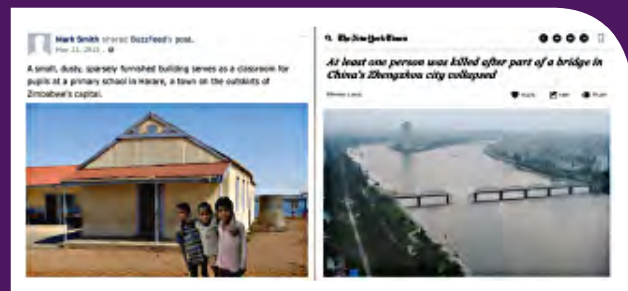 Mark Smith shared BuzzFeed's post.
A small, dusty, sparsely furnished building serves as a classroom for
pupils at a primary school in Harare, a town on the outskirts of
Zimbabwe's capital.
The New York Times
At least one person was killed after part of a bridge in
China's Zhengzhou city collapsed